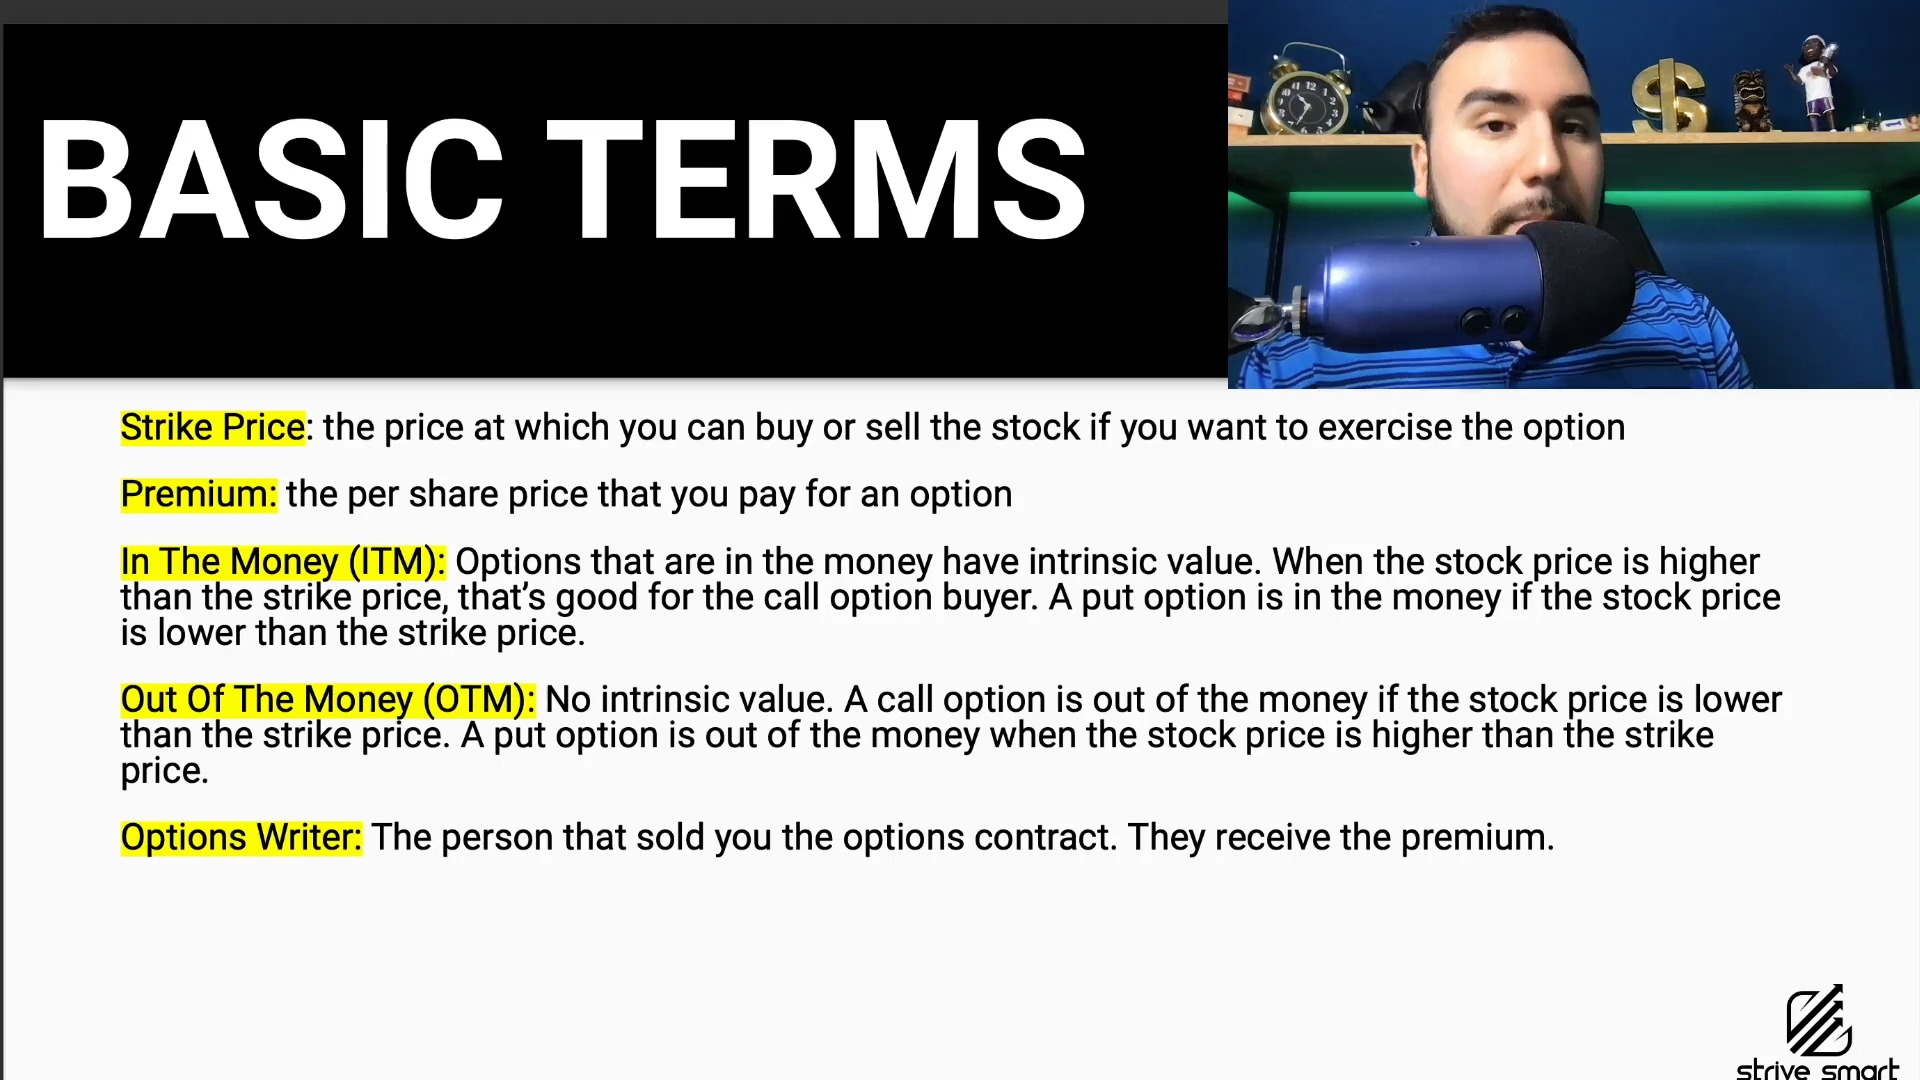 BASIC TERMS
Strike Price: the price at which you can buy or sell the stock if you want to exercise the option
Premium: the per share price that you pay for an option
In The Money (ITM): Options that are in the money have intrinsic value. When the stock price is higher
than the strike price, that’s good for the call option buyer. A put option is in the money if the stock price
is lower than the strike price.
Out Of The Money (OTM): No intrinsic value. A call option is out of the money if the stock price is lower
than the strike price. A put option is out of the money when the stock price is higher than the strike
price.
Options Writer: The person that sold you the options contract. They receive the premium.
strive smart